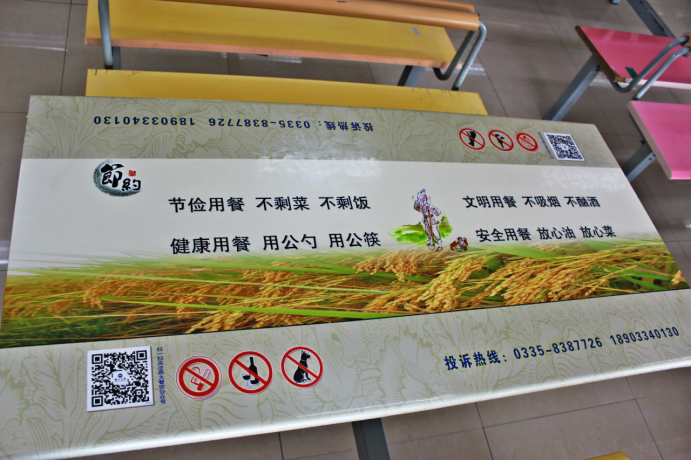 投诉热线：0335-8387726 18903340130
節約
节俭用餐 不剩菜 不剩饭
健康用餐 用公勺 用公筷
文明用餐 不吸烟 不酗酒
安全用餐 放心油 放心菜
投诉热线：0335-8387726 18903340130